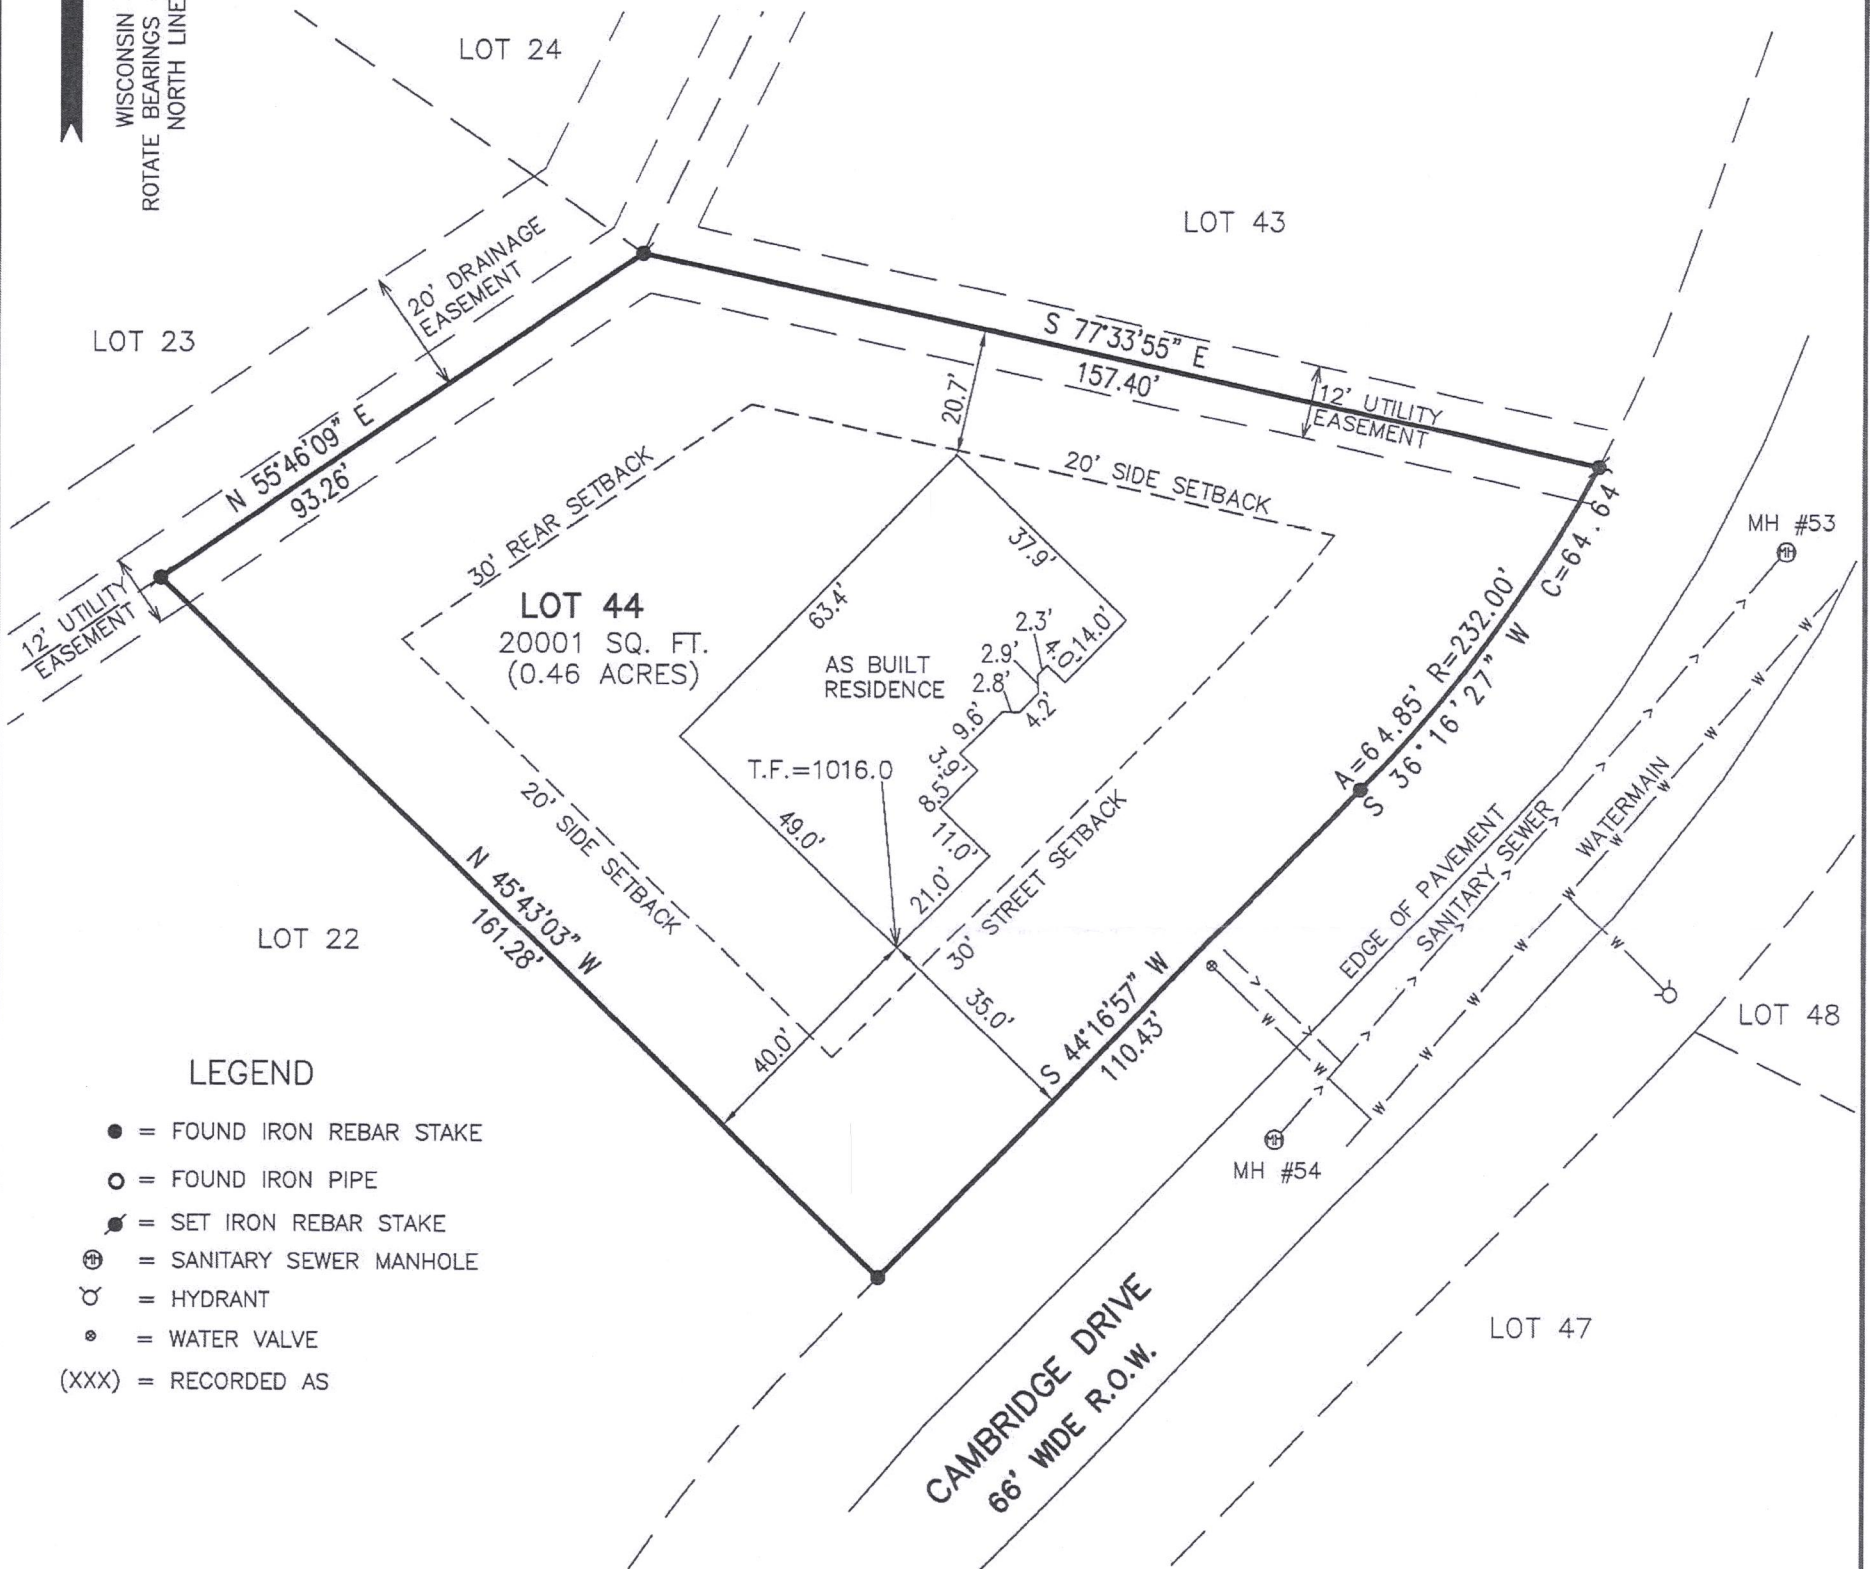 WISCONSIN
ROTATE BEARINGS
NORTH LINE
LOT 24
LOT 43
LOT 23
20' DRAINAGE
EASEMENT
S 77°33'55" E
157.40'
12' UTILITY
EASEMENT
N 55°46'09" E
93.26'
20.7'
20' SIDE SETBACK
30' REAR SETBACK
12' UTILITY
EASEMENT
LOT 44
20001 SQ. FT.
(0.46 ACRES)
63.4'
37.9'
AS BUILT
RESIDENCE
14.0'
4.0'
2.3'
2.9'
2.8'
4.2'
9.6'
3.9'
8.5'
11.0'
21.0'
49.0'
T.F.=1016.0
A=64.85' R=232.00' C=64.64'
S 36°16'27" W
MH #53
20' SIDE SETBACK
30' STREET SETBACK
N 45°43'03" W
161.28'
LOT 22
40.0'
35.0'
S 44°16'57" W
110.43'
EDGE OF PAVEMENT
SANITARY SEWER
WATERMAIN
W W W W W W W W W W W W
LOT 48
MH #54
LOT 47
CAMBRIDGE DRIVE
66' WIDE R.O.W.
LEGEND
= FOUND IRON REBAR STAKE
= FOUND IRON PIPE
= SET IRON REBAR STAKE
MH = SANITARY SEWER MANHOLE
= HYDRANT
= WATER VALVE
(XXX) = RECORDED AS